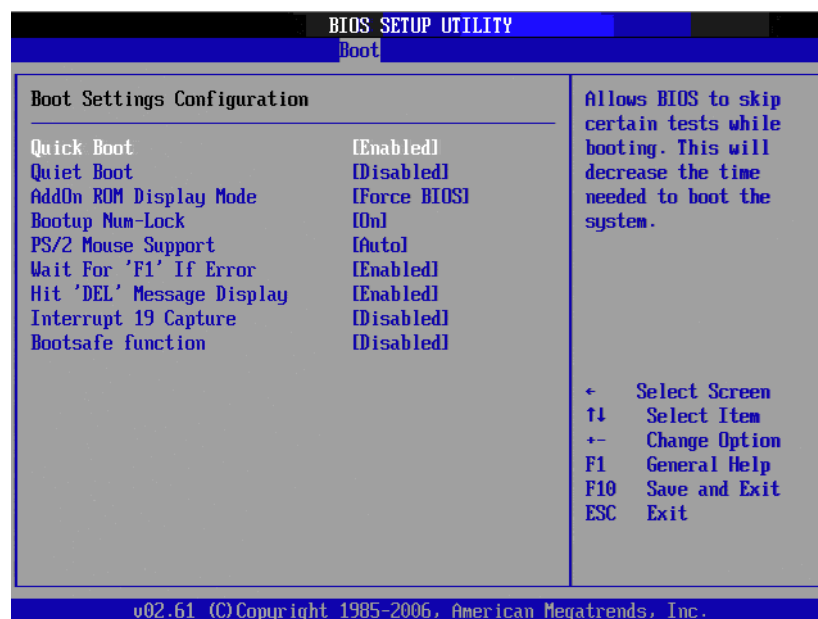 BIOS SETUP UTILITY
Boot
Boot Settings Configuration
Quick Boot [Enabled]
Quiet Boot [Disabled]
AddOn ROM Display Mode [Force BIOS]
Bootup Num-Lock [On]
PS/2 Mouse Support [Auto]
Wait For 'F1' If Error [Enabled]
Hit 'DEL' Message Display [Enabled]
Interrupt 19 Capture [Disabled]
Bootsafe function [Disabled]
Allows BIOS to skip
certain tests while
booting. This will
decrease the time
needed to boot the
system.
← Select Screen
↑↓ Select Item
+- Change Option
F1 General Help
F10 Save and Exit
ESC Exit
v02.61 (C)Copyright 1985-2006, American Megatrends, Inc.